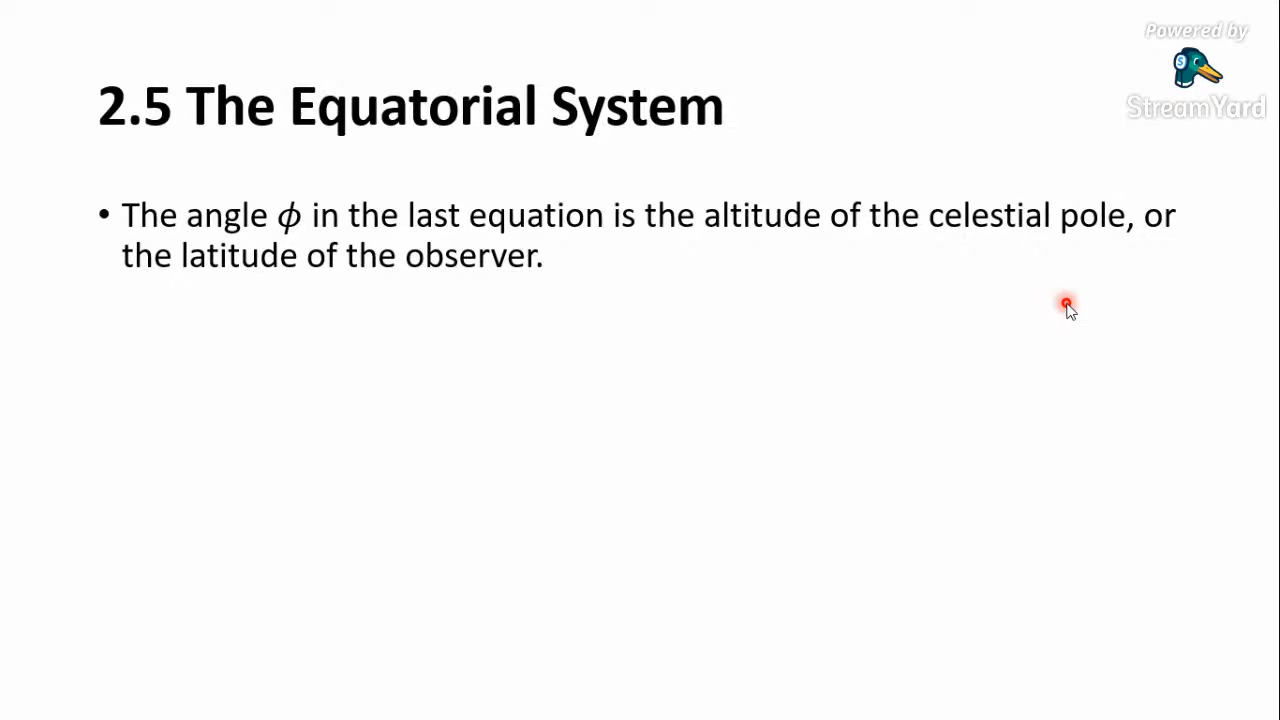 Powered by
StreamYard
2.5 The Equatorial System
• The angle ϕ in the last equation is the altitude of the celestial pole, or
the latitude of the observer.